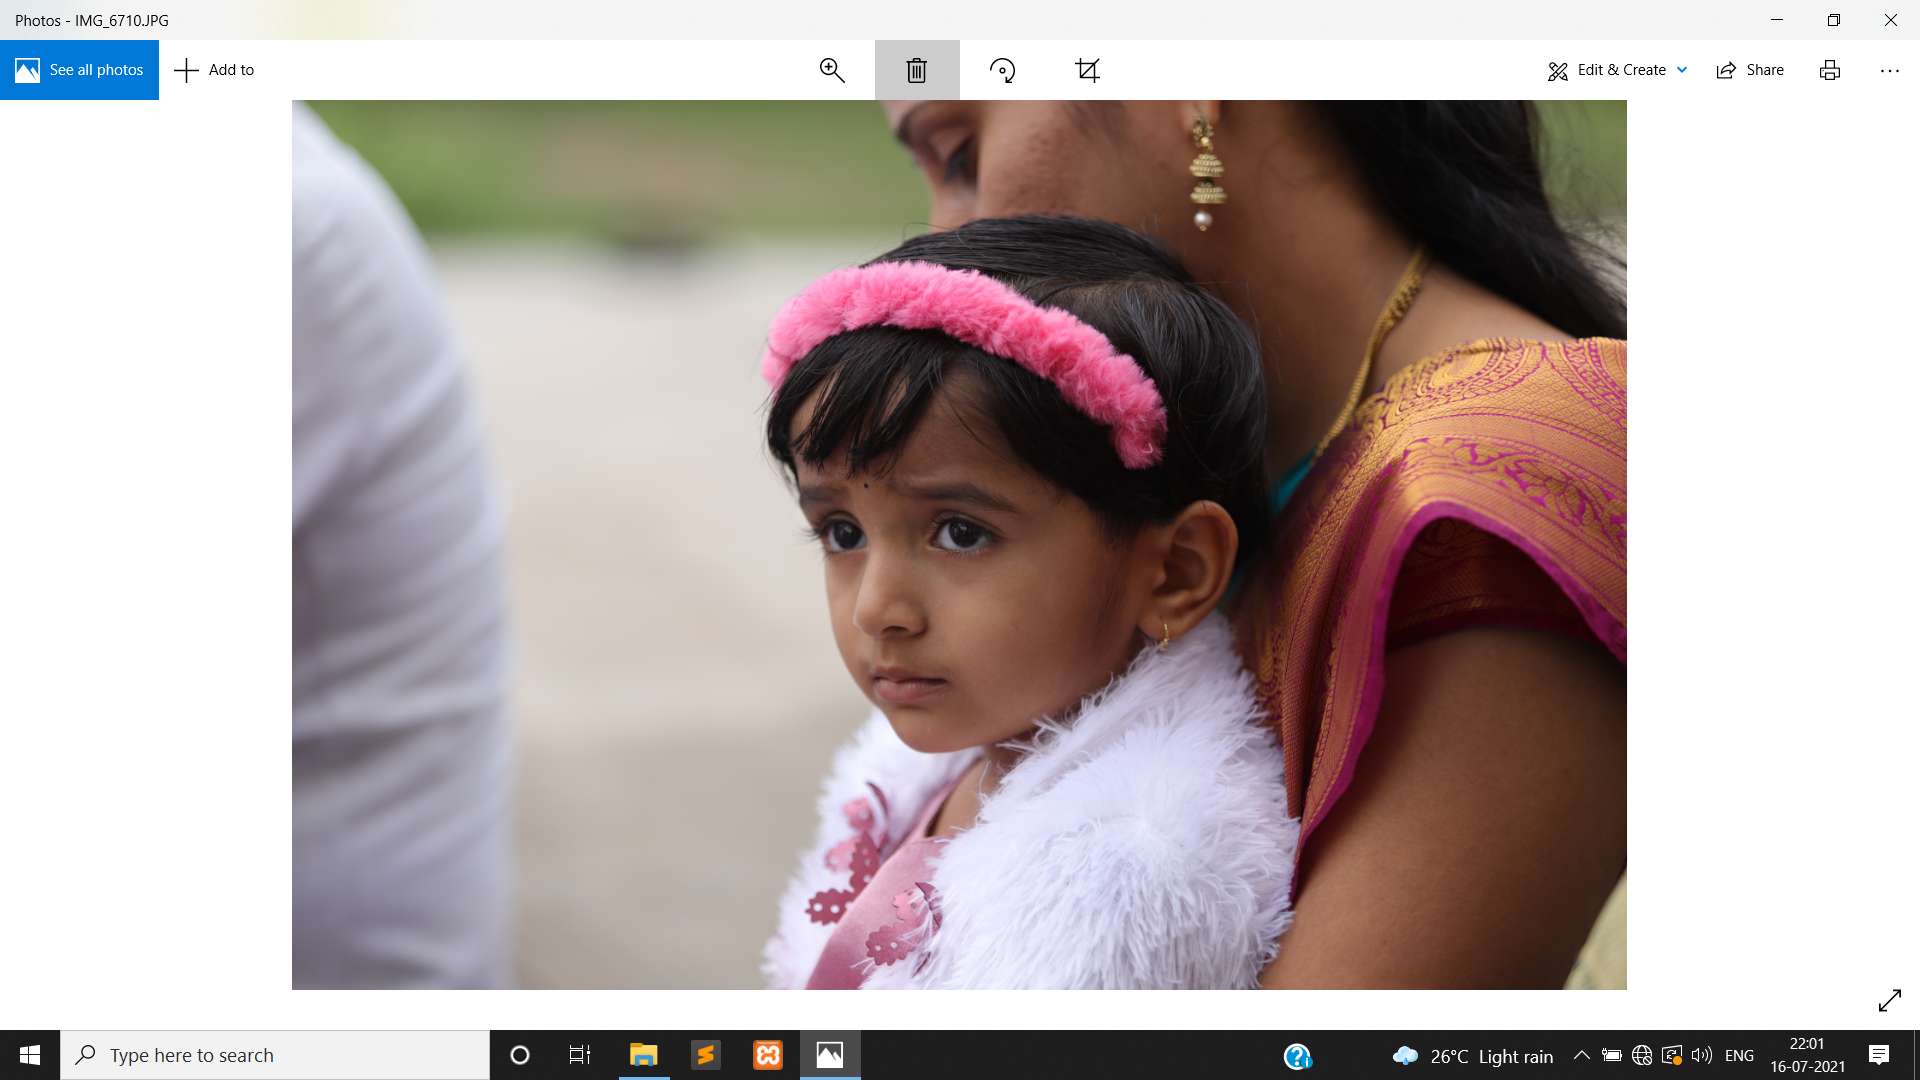 Photos - IMG_6710.JPG
See all photos
Add to
Edit & Create
Share
Type here to search
26°C Light rain
ENG
22:01
16-07-2021